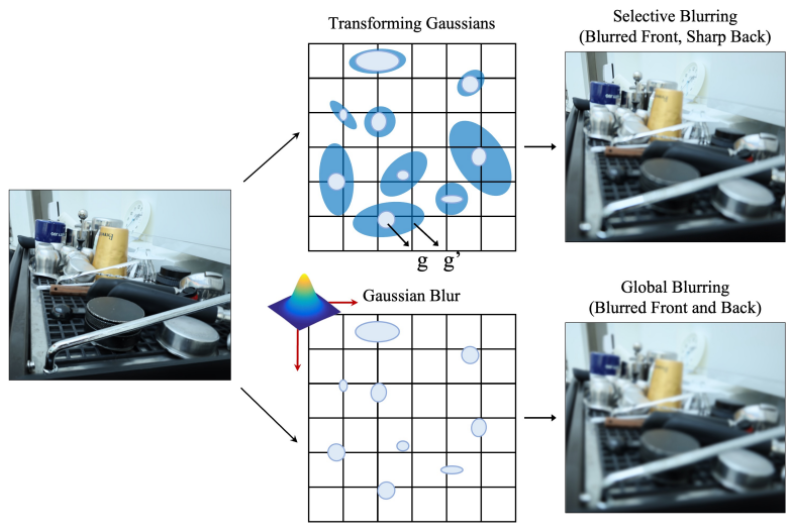 Transforming Gaussians
Selective Blurring
(Blurred Front, Sharp Back)
g g’
Gaussian Blur
Global Blurring
(Blurred Front and Back)